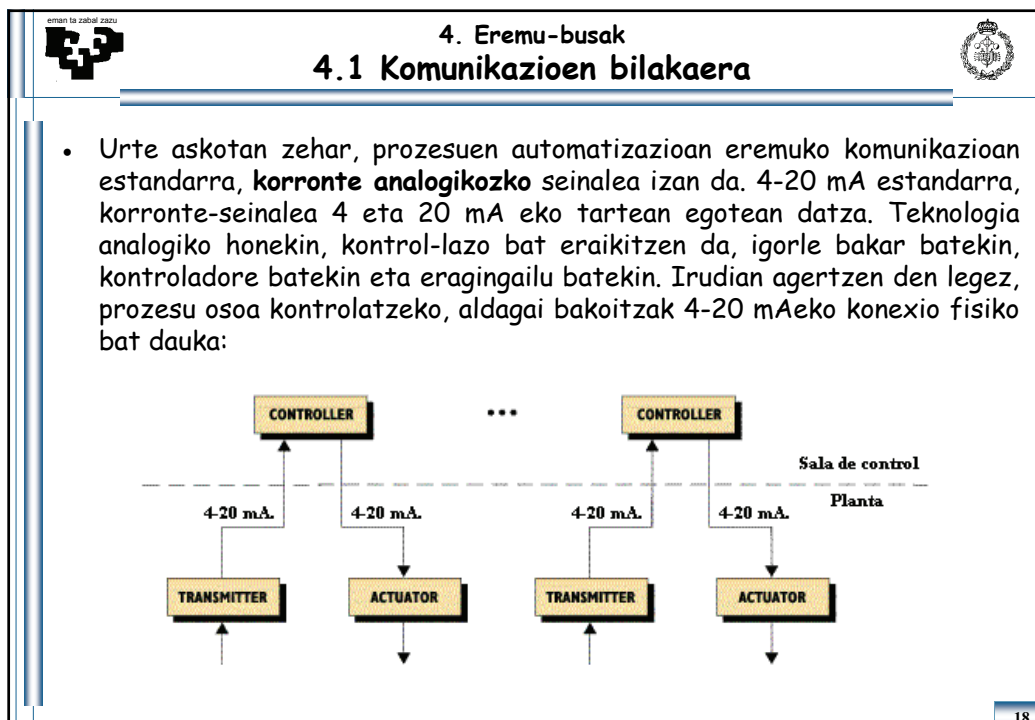 eman ta zabal zazu
4. Eremu-busak
4.1 Komunikazioen bilakaera
• Urte askotan zehar, prozesuen automatizazioan eremuko komunikazioan
estandarra, korronte analogikozko seinalea izan da. 4-20 mA estandarra,
korronte-seinalea 4 eta 20 mA eko tartean egotean datza. Teknologia
analogiko honekin, kontrol-lazo bat eraikitzen da, igorle bakar batekin,
kontroladore batekin eta eragingailu batekin. Irudian agertzen den legez,
prozesu osoa kontrolatzeko, aldagai bakoitzak 4-20 mAeko konexio fisiko
bat dauka:
CONTROLLER ... CONTROLLER
Sala de control
Planta
4-20 mA. 4-20 mA. 4-20 mA. 4-20 mA.
TRANSMITTER ACTUATOR TRANSMITTER ACTUATOR
18